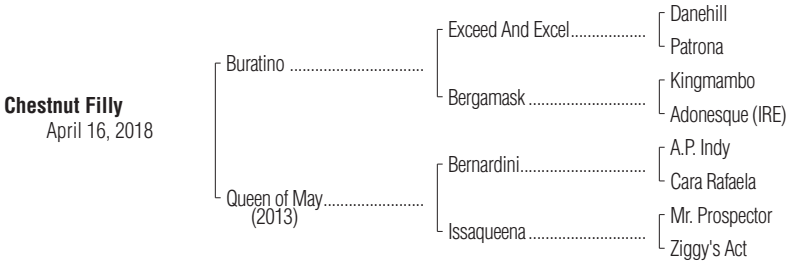 Danehill
Exceed And Excel..................
Patrona
Buratino ................................
Kingmambo
Bergamask ............................
Adonesque (IRE)
Chestnut Filly
April 16, 2018
A.P. Indy
Bernardini..............................
Cara Rafaela
Queen of May........................
(2013)
Mr. Prospector
Issaqueena ............................
Ziggy's Act